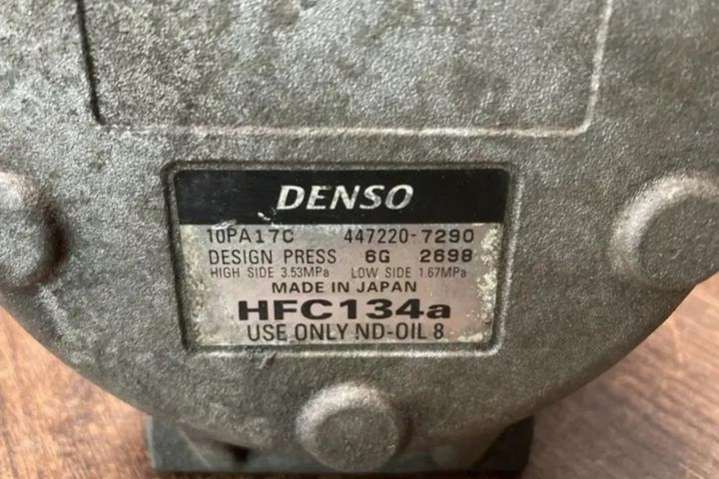 DENSO
10PA17C 447220-7290
DESIGN PRESS 6G 2698
HIGH SIDE 3.53MPa LOW SIDE 1.67MPa
MADE IN JAPAN
HFC134a
USE ONLY ND-OIL 8